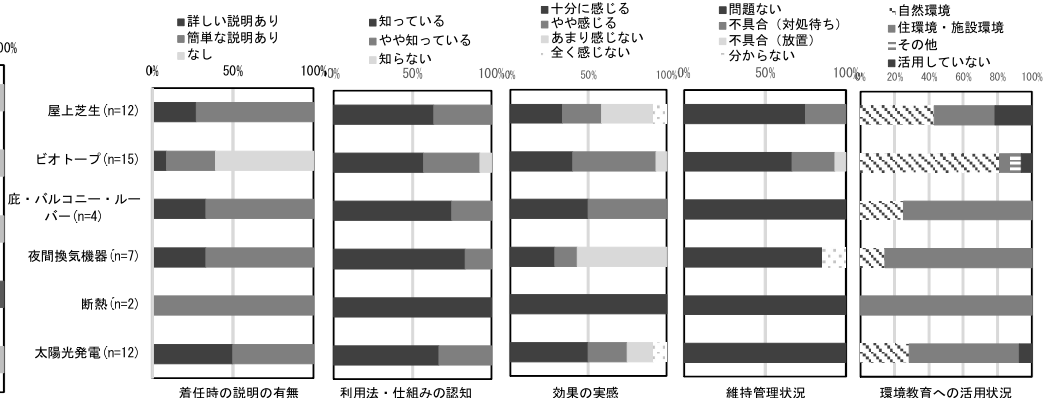 00%
■詳しい説明あり
■簡単な説明あり
■なし
0% 50% 100%
■知っている
■やや知っている
■知らない
0% 50% 100%
■十分に感じる
■やや感じる
■あまり感じない
全く感じない
0% 50% 100%
■問題ない
■不具合（対処待ち）
■不具合（放置）
分からない
0% 50% 100%
自然環境
■住環境・施設環境
その他
■活用していない
0% 20% 40% 60% 80% 100%
屋上芝生(n=12)
ビオトープ(n=15)
庇・バルコニー・ルー
バー(n=4)
夜間換気機器(n=7)
断熱(n=2)
太陽光発電(n=12)
着任時の説明の有無 利用法・仕組みの認知 効果の実感 維持管理状況 環境教育への活用状況